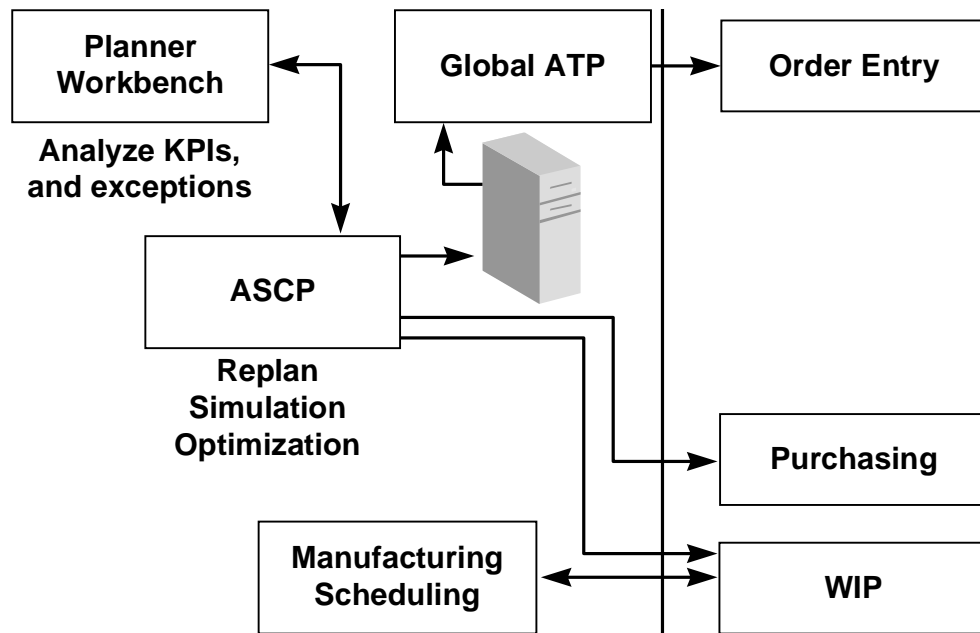 Planner
Workbench
Analyze KPIs,
and exceptions
Global ATP
Order Entry
ASCP
Replan
Simulation
Optimization
Purchasing
Manufacturing
Scheduling
WIP